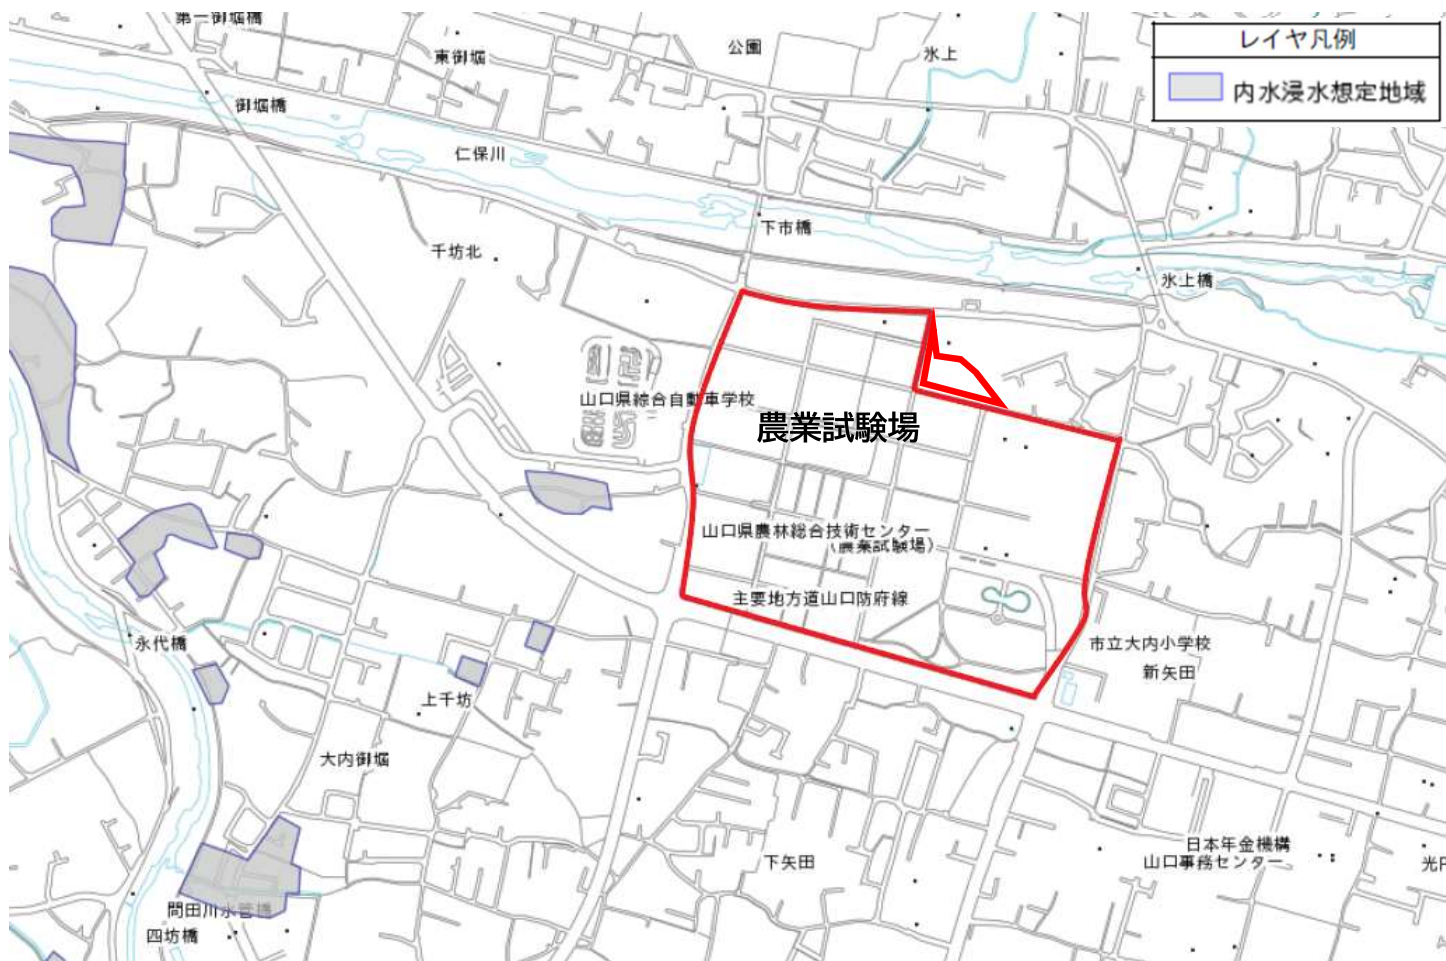 第一御堀橋
レイヤ凡例
公園
東御堀
氷上
内水浸水想定地域
御堀橋
仁保川
下市橋
千坊北
氷上橋
山口県総合自動車学校
農業試験場
山口県農林総合技術センター
(農業試験場)
主要地方道山口防府線
永代橋
市立大内小学校
新矢田
上千坊
大内御堀
日本年金機構
山口事務センター
下矢田
問田川水管橋
四坊橋